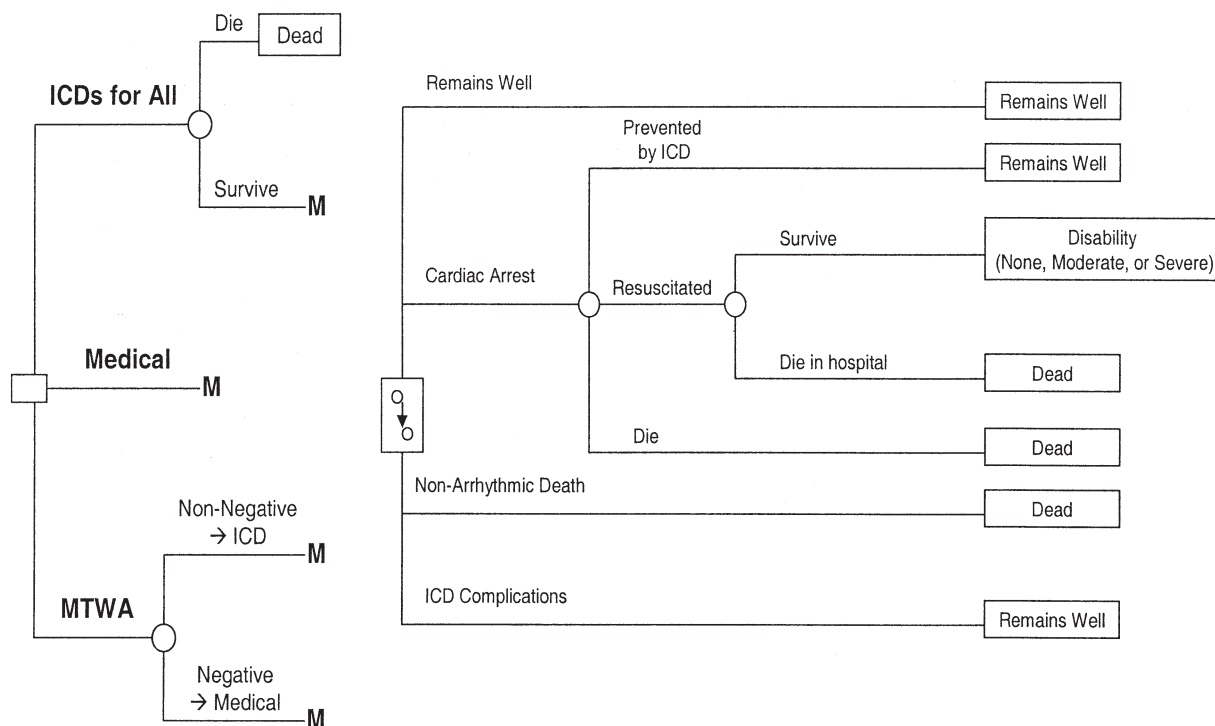 Die
Dead
ICDs for All
Survive
M
Medical
M
Non-Negative
→ ICD
M
MTWA
Negative
→ Medical
M
Remains Well
Remains Well
Prevented
by ICD
Remains Well
Cardiac Arrest
Resuscitated
Survive
Disability
(None, Moderate, or Severe)
Die in hospital
Dead
Die
Dead
Non-Arrhythmic Death
Dead
ICD Complications
Remains Well